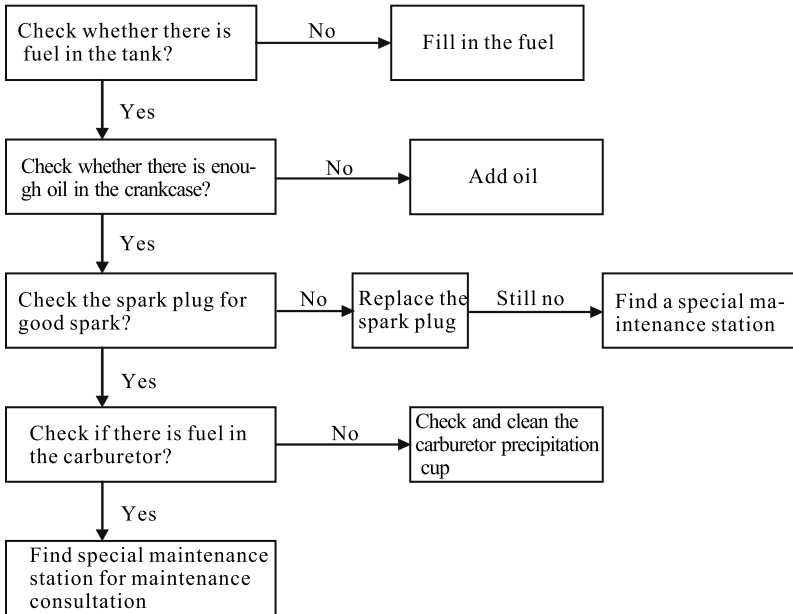 Check whether there is
fuel in the tank?
No
Fill in the fuel
Yes
Check whether there is enou-
gh oil in the crankcase?
No
Add oil
Yes
Check the spark plug for
good spark?
No
Replace the
spark plug
Still no
Find a special ma-
intenance station
Yes
Check if there is fuel in
the carburetor?
No
Check and clean the
carburetor precipitation
cup
Yes
Find special maintenance
station for maintenance
consultation